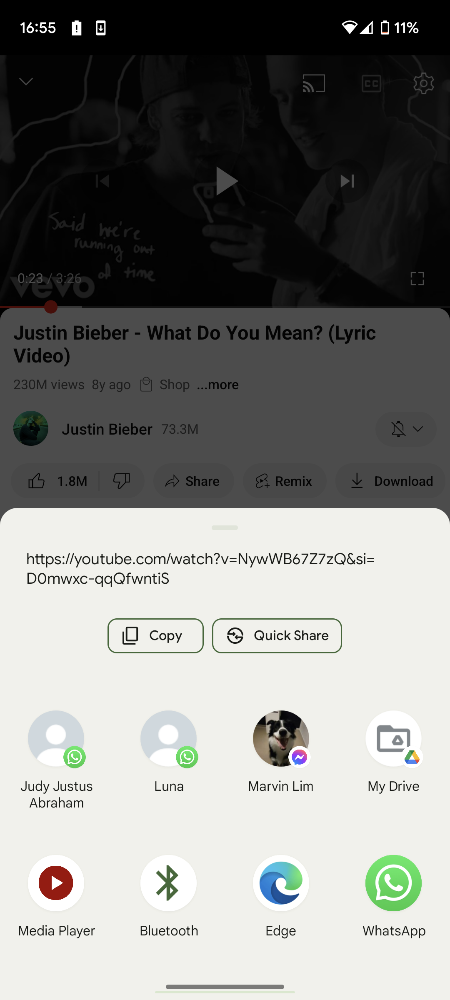 16:55
11%
Said we're
running out
of time
0:23 / 3:26
vevo
Justin Bieber - What Do You Mean? (Lyric
Video)
230M views 8y ago Shop ...more
Justin Bieber 73.3M
1.8M Share Remix Download
https://youtube.com/watch?v=NywWB67Z7zQ&si=
D0mwxc-qqQfwntiS
Copy Quick Share
Judy Justus
Abraham
Luna
Marvin Lim
My Drive
Media Player
Bluetooth
Edge
WhatsApp